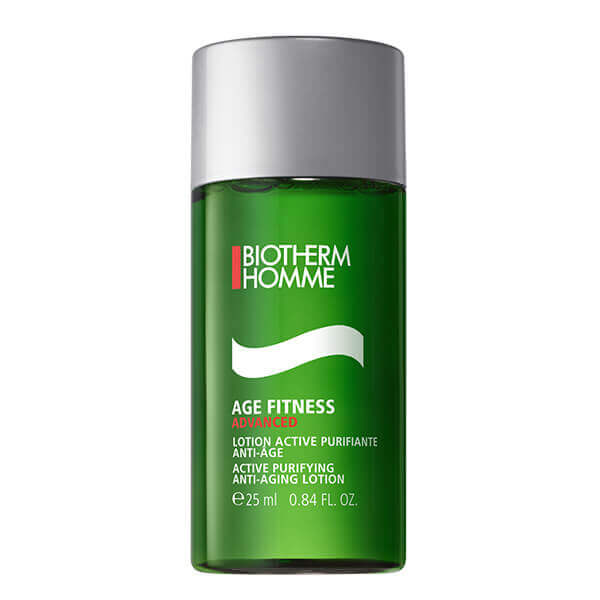 BIOTHERM
HOMME
AGE FITNESS
ADVANCED
LOTION ACTIVE PURIFIANTE
ANTI-ÂGE
ACTIVE PURIFYING
ANTI-AGING LOTION
℮25 ml 0.84 FL. OZ.